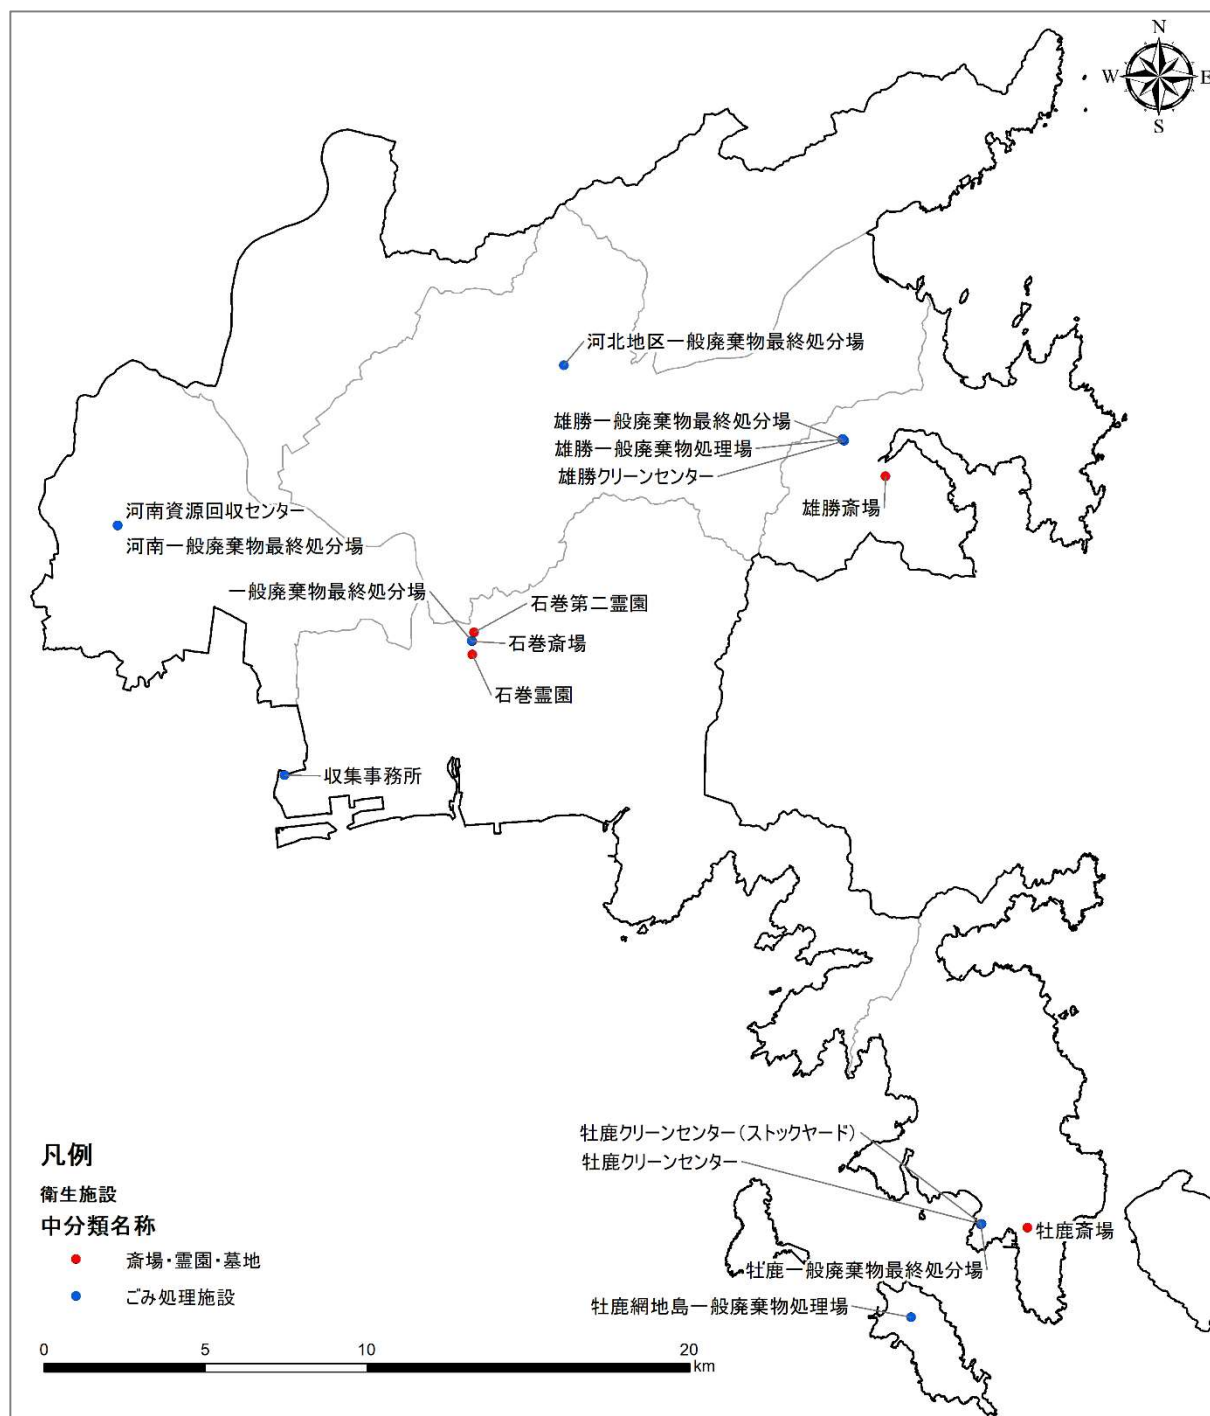 N
W
E
S
河北地区一般廃棄物最終処分場
雄勝一般廃棄物最終処分場
雄勝一般廃棄物処理場
雄勝クリーンセンター
雄勝斎場
河南資源回収センター
河南一般廃棄物最終処分場
一般廃棄物最終処分場
石巻第二霊園
石巻斎場
石巻霊園
収集事務所
牡鹿クリーンセンター(ストックヤード)
牡鹿クリーンセンター
牡鹿斎場
牡鹿一般廃棄物最終処分場
牡鹿網地島一般廃棄物処理場
凡例
衛生施設
中分類名称
斎場・霊園・墓地
ごみ処理施設
0 5 10 20
km